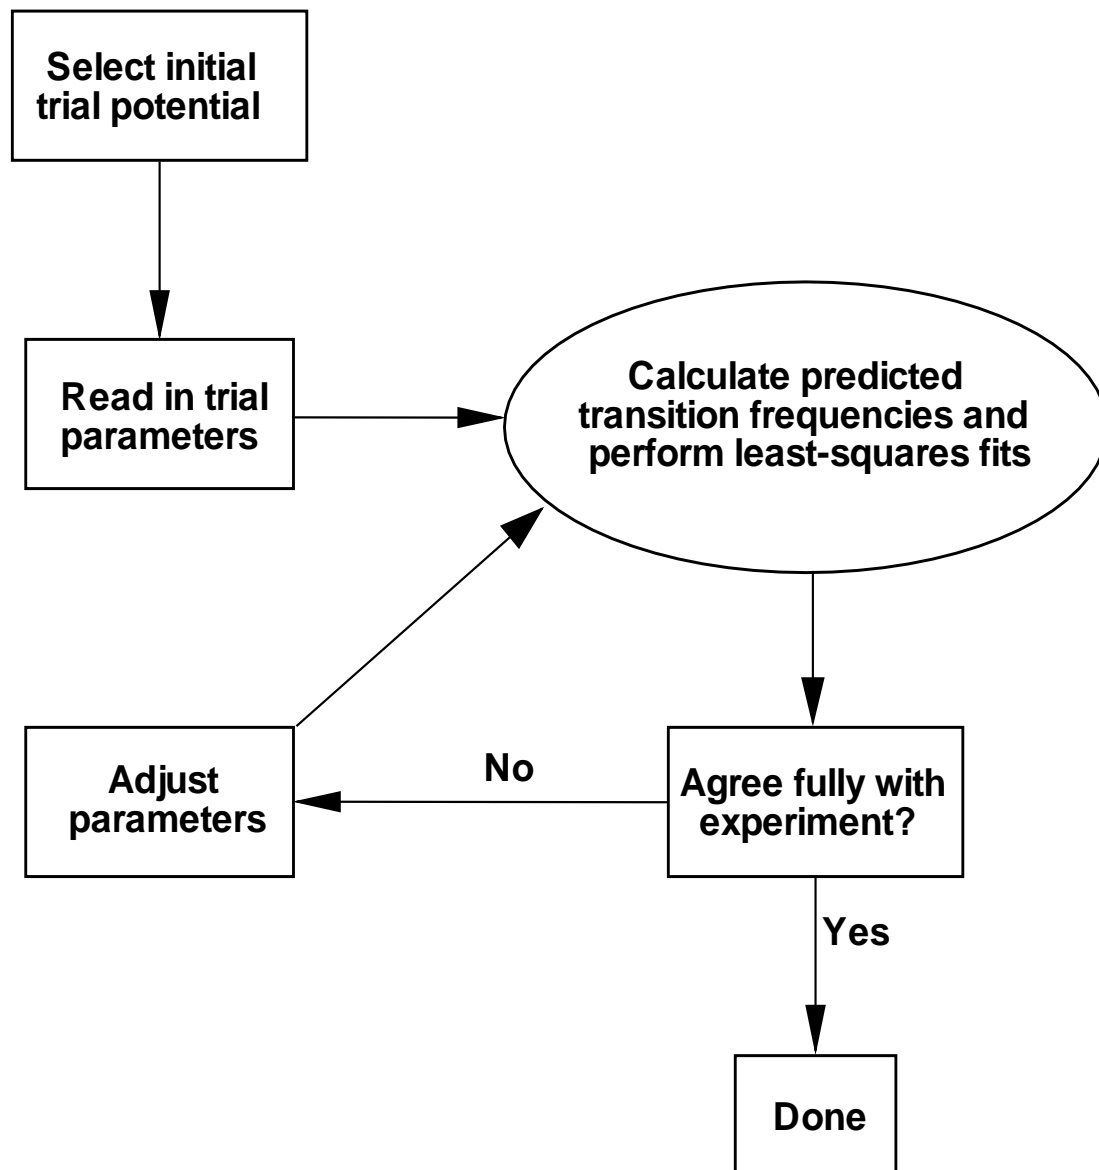 Select initial
trial potential
Read in trial
parameters
Calculate predicted
transition frequencies and
perform least-squares fits
Adjust
parameters
No
Agree fully with
experiment?
Yes
Done